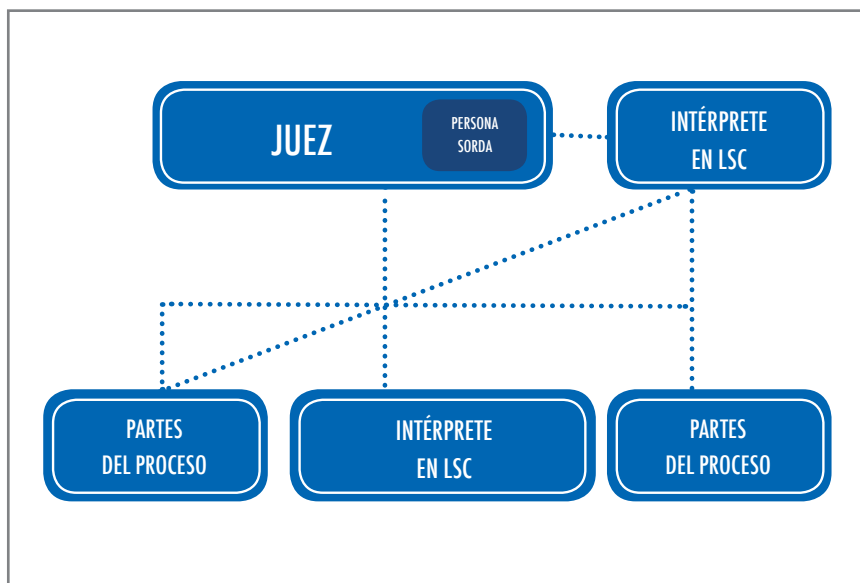 JUEZ
PERSONA
SORDA
INTÉRPRETE
EN LSC
PARTES
DEL PROCESO
INTÉRPRETE
EN LSC
PARTES
DEL PROCESO